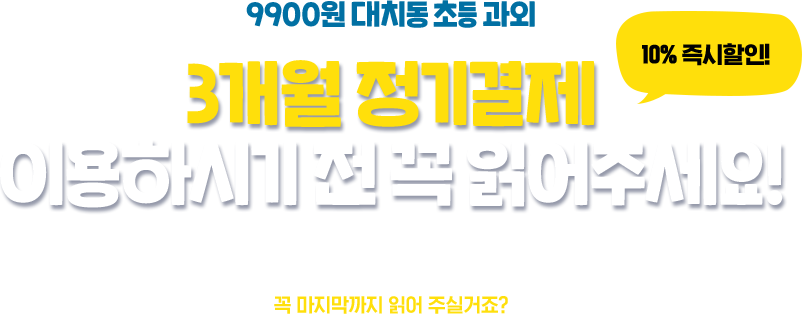 9900원 대치동 초등 과외
10% 즉시할인!
3개월 정기결제
이용하시기 전 꼭 읽어주세요!
꼭 마지막까지 읽어 주실거죠?